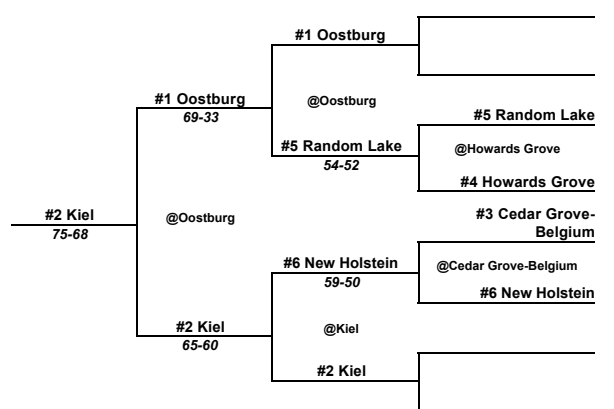 #1 Oostburg
#1 Oostburg
69-33
@Oostburg
#5 Random Lake
#5 Random Lake
54-52
@Howards Grove
#4 Howards Grove
#2 Kiel
75-68
@Oostburg
#3 Cedar Grove-
Belgium
#6 New Holstein
59-50
@Cedar Grove-Belgium
#6 New Holstein
#2 Kiel
65-60
@Kiel
#2 Kiel